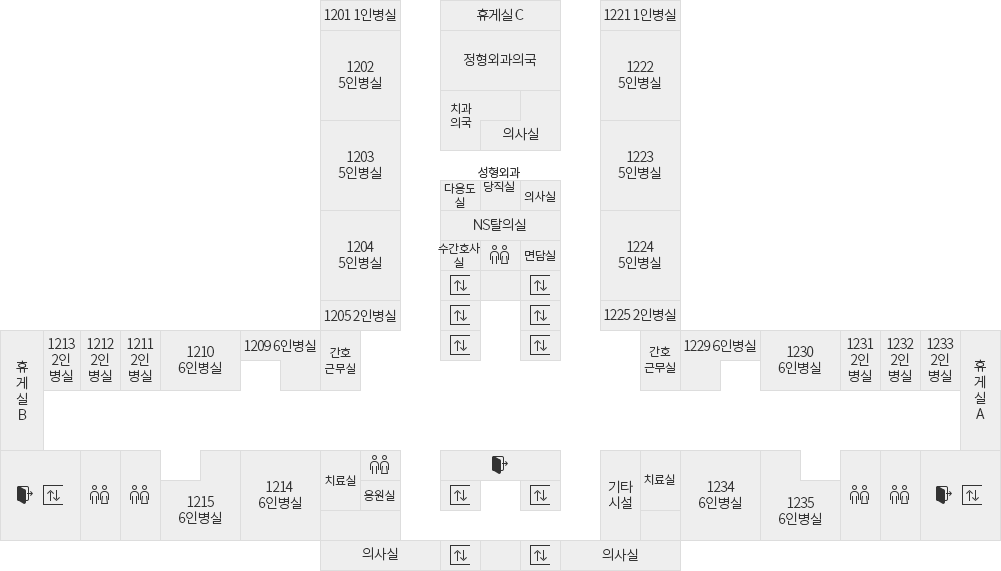 1201 1인병실
휴게실 C
1221 1인병실
정형외과의국
1202
5인병실
1222
5인병실
치과
의국
의사실
1203
5인병실
1223
5인병실
성형외과
당직실
다용도
실
의사실
NS탈의실
1204
5인병실
1224
5인병실
수간호사
실
면담실
1205 2인병실
1225 2인병실
휴
게
실
B
1213
2인
병실
1212
2인
병실
1211
2인
병실
1210
6인병실
1209 6인병실
간호
근무실
간호
근무실
1229 6인병실
1230
6인병실
1231
2인
병실
1232
2인
병실
1233
2인
병실
휴
게
실
A
1215
6인병실
1214
6인병실
치료실
용원실
기타
시설
치료실
1234
6인병실
1235
6인병실
의사실
의사실